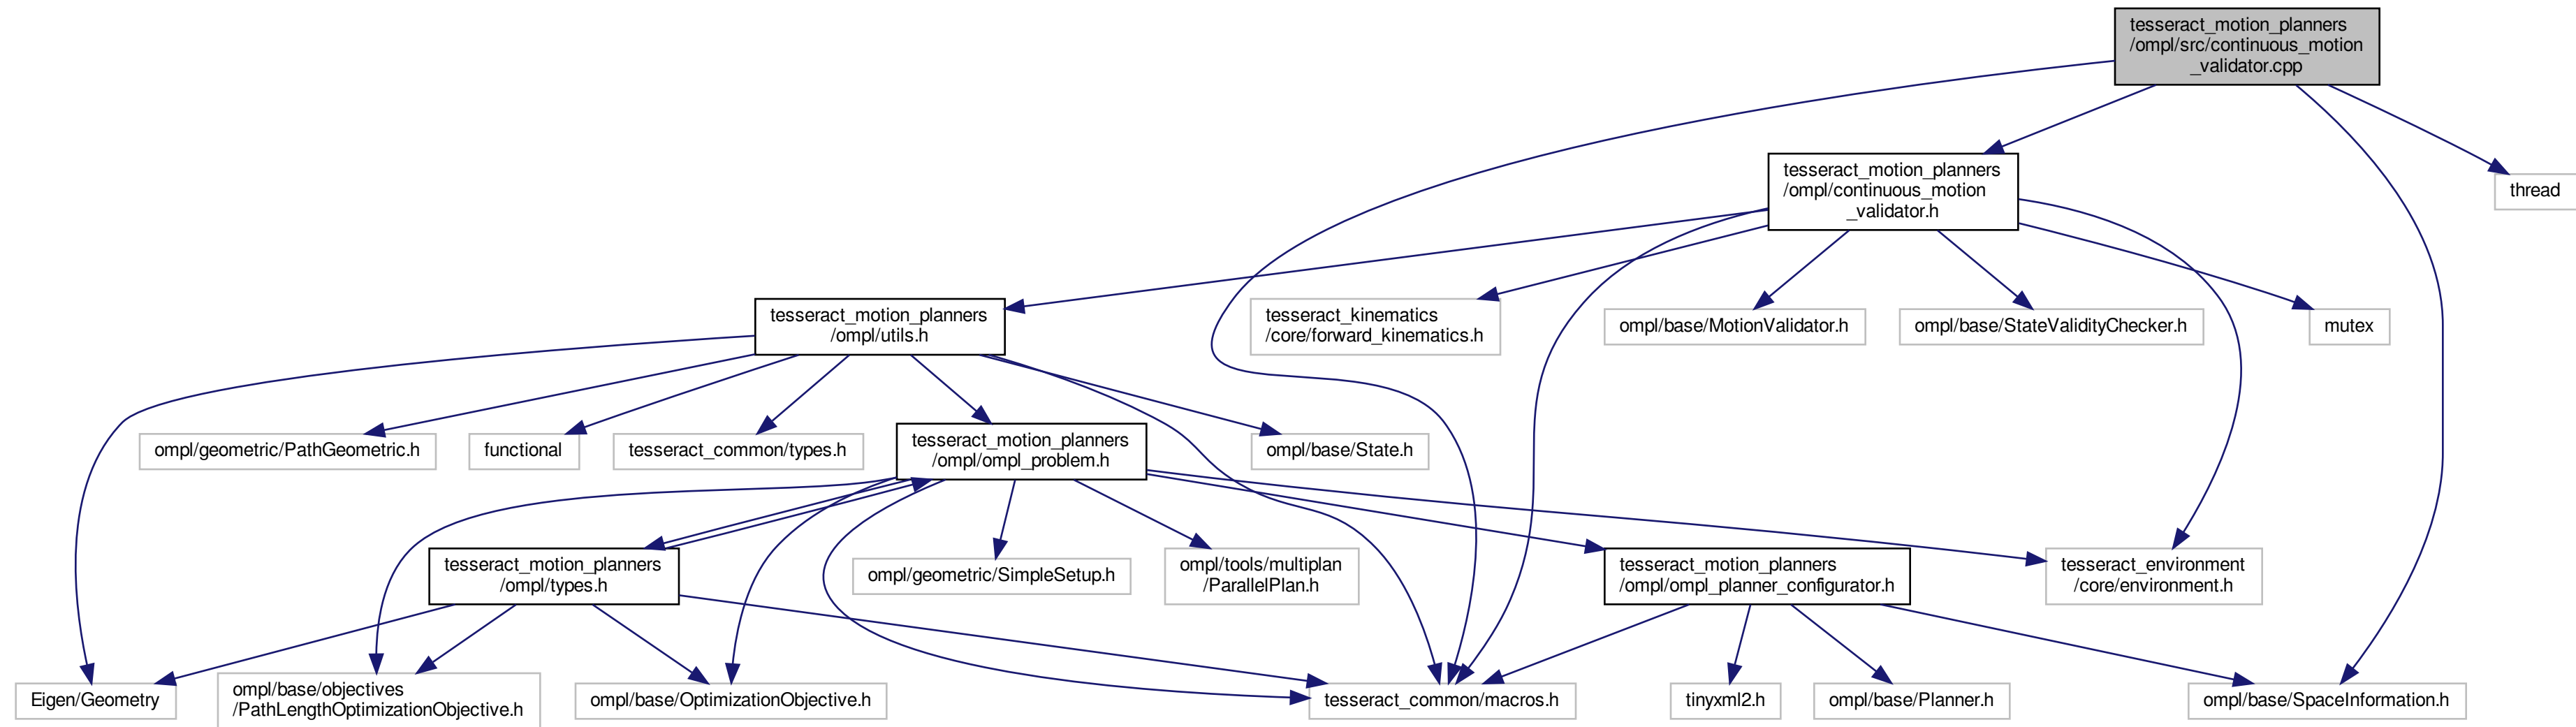 tesseract_motion_planners
/ompl/src/continuous_motion
_validator.cpp
tesseract_motion_planners
/ompl/continuous_motion
_validator.h
thread
tesseract_motion_planners
/ompl/utils.h
tesseract_kinematics
/core/forward_kinematics.h
ompl/base/MotionValidator.h
ompl/base/StateValidityChecker.h
mutex
ompl/geometric/PathGeometric.h
functional
tesseract_common/types.h
tesseract_motion_planners
/ompl/ompl_problem.h
ompl/base/State.h
tesseract_motion_planners
/ompl/types.h
ompl/geometric/SimpleSetup.h
ompl/tools/multiplan
/ParallelPlan.h
tesseract_motion_planners
/ompl/ompl_planner_configurator.h
tesseract_environment
/core/environment.h
Eigen/Geometry
ompl/base/objectives
/PathLengthOptimizationObjective.h
ompl/base/OptimizationObjective.h
tesseract_common/macros.h
tinyxml2.h
ompl/base/Planner.h
ompl/base/SpaceInformation.h